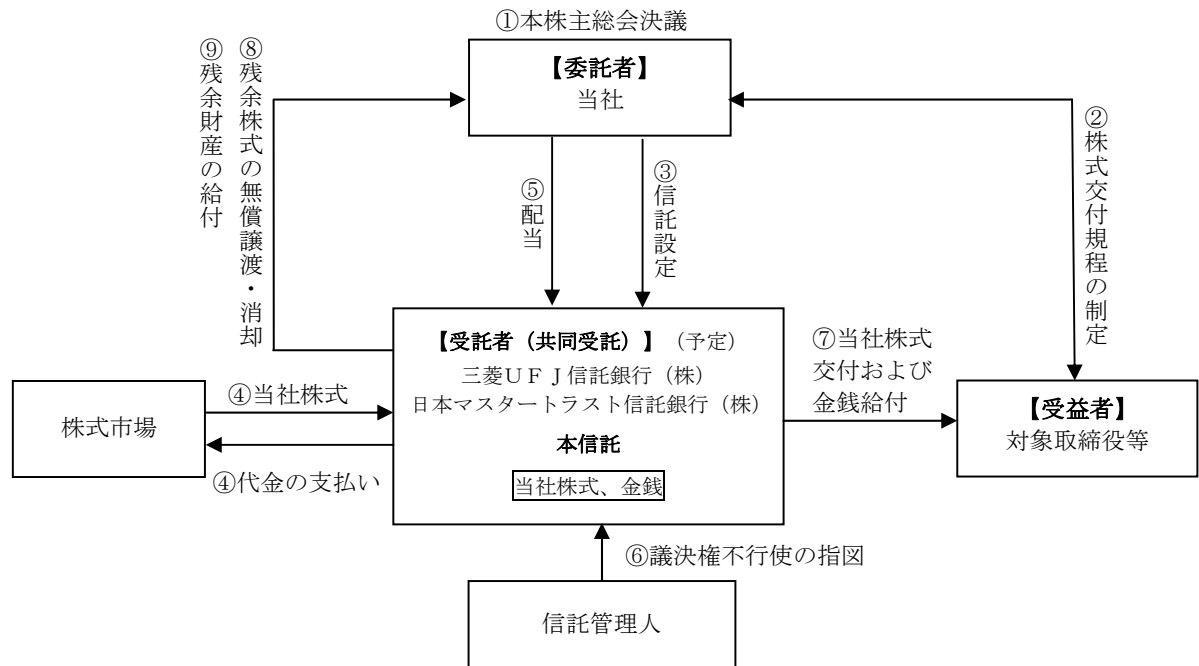 ①本株主総会決議
【委託者】
当社
⑨残余財産の給付
⑧残余株式の無償譲渡・消却
⑤配当
③信託設定
②株式交付規程の制定
【受託者（共同受託）】（予定）
三菱ＵＦＪ信託銀行（株）
日本マスタートラスト信託銀行（株）
本信託
当社株式、金銭
株式市場
④当社株式
④代金の支払い
⑦当社株式
交付および
金銭給付
【受益者】
対象取締役等
⑥議決権不行使の指図
信託管理人